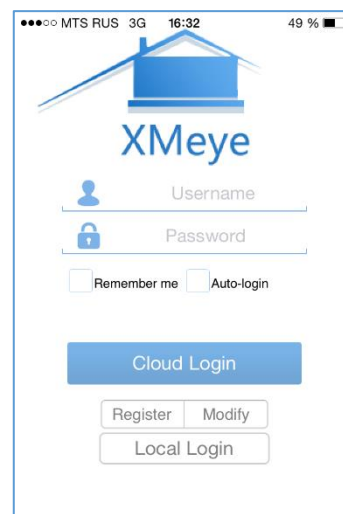 MTS RUS 3G 16:32 49 %
XMeye
Username
Password
Remember me Auto-login
Cloud Login
Register Modify
Local Login